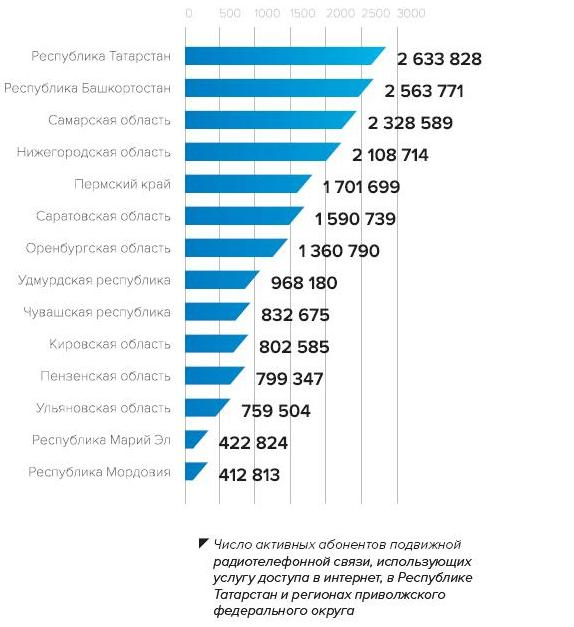 0 500 1000 1500 2000 2500 3000
Республика Татарстан 2 633 828
Республика Башкортостан 2 563 771
Самарская область 2 328 589
Нижегородская область 2 108 714
Пермский край 1 701 699
Саратовская область 1 590 739
Оренбургская область 1 360 790
Удмурдская республика 968 180
Чувашская республика 832 675
Кировская область 802 585
Пензенская область 799 347
Ульяновская область 759 504
Республика Марий Эл 422 824
Республика Мордовия 412 813
Число активных абонентов подвижной
радиотелефонной связи, использующих
услугу доступа в интернет, в Республике
Татарстан и регионах приволжского
федерального округа